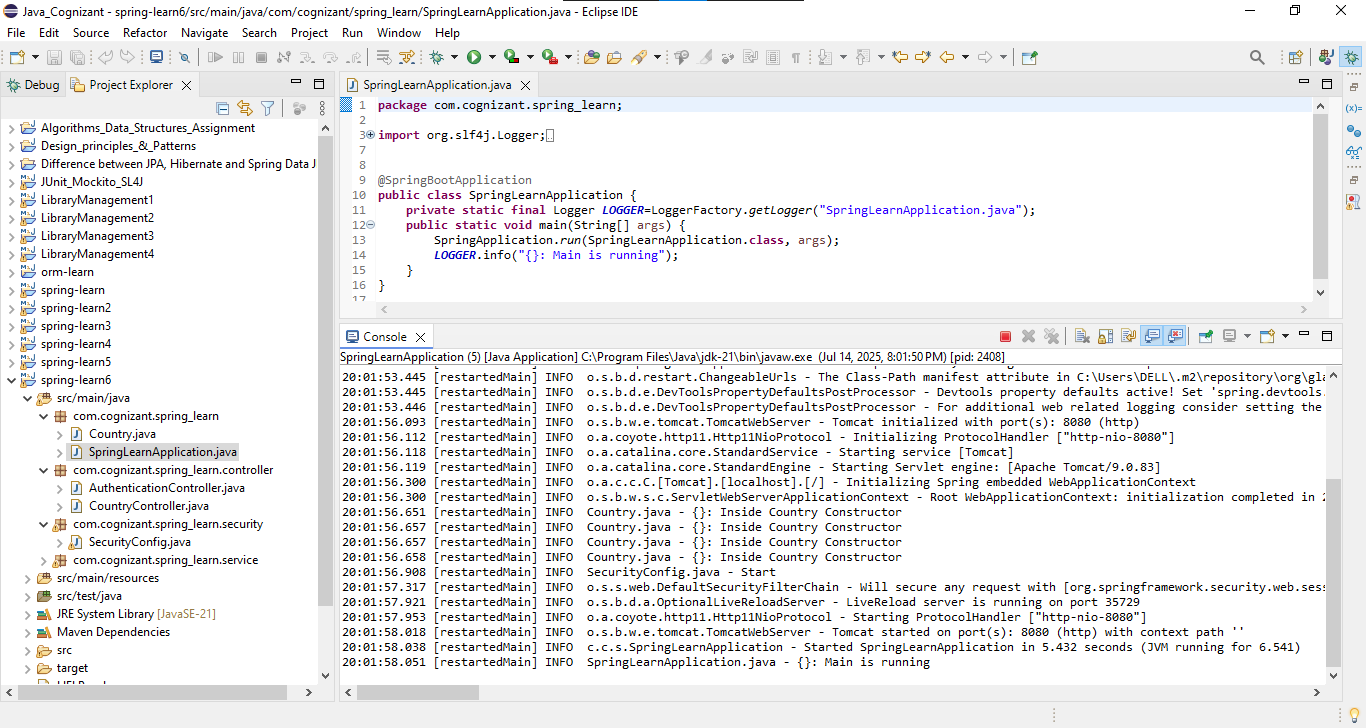 Java_Cognizant - spring-learn6/src/main/java/com/cognizant/spring_learn/SpringLearnApplication.java - Eclipse IDE
File Edit Source Refactor Navigate Search Project Run Window Help
Debug Project Explorer
Algorithms_Data_Structures_Assignment
Design_principles_&_Patterns
Difference between JPA, Hibernate and Spring Data J
JUnit_Mockito_SL4J
LibraryManagement1
LibraryManagement2
LibraryManagement3
LibraryManagement4
orm-learn
spring-learn
spring-learn2
spring-learn3
spring-learn4
spring-learn5
spring-learn6
src/main/java
com.cognizant.spring_learn
Country.java
SpringLearnApplication.java
com.cognizant.spring_learn.controller
AuthenticationController.java
CountryController.java
com.cognizant.spring_learn.security
SecurityConfig.java
com.cognizant.spring_learn.service
src/main/resources
src/test/java
JRE System Library [JavaSE-21]
Maven Dependencies
src
target
SpringLearnApplication.java
1 package com.cognizant.spring_learn;
2
3 import org.slf4j.Logger;
7
8
9 @SpringBootApplication
10 public class SpringLearnApplication {
11 private static final Logger LOGGER=LoggerFactory.getLogger("SpringLearnApplication.java");
12 public static void main(String[] args) {
13 SpringApplication.run(SpringLearnApplication.class, args);
14 LOGGER.info("{}: Main is running");
15 }
16 }
17
Console
SpringLearnApplication (5) [Java Application] C:\Program Files\Java\jdk-21\bin\javaw.exe (Jul 14, 2025, 8:01:50 PM) [pid: 2408]
20:01:53.445 [restartedMain] INFO o.s.b.d.restart.ChangeableUrls - The Class-Path manifest attribute in C:\Users\DELL\.m2\repository\org\gla
20:01:53.445 [restartedMain] INFO o.s.b.d.e.DevToolsPropertyDefaultsPostProcessor - Devtools property defaults active! Set 'spring.devtools.
20:01:53.446 [restartedMain] INFO o.s.b.d.e.DevToolsPropertyDefaultsPostProcessor - For additional web related logging consider setting the
20:01:56.093 [restartedMain] INFO o.s.b.w.e.tomcat.TomcatWebServer - Tomcat initialized with port(s): 8080 (http)
20:01:56.112 [restartedMain] INFO o.a.coyote.http11.Http11NioProtocol - Initializing ProtocolHandler ["http-nio-8080"]
20:01:56.118 [restartedMain] INFO o.a.catalina.core.StandardService - Starting service [Tomcat]
20:01:56.119 [restartedMain] INFO o.a.catalina.core.StandardEngine - Starting Servlet engine: [Apache Tomcat/9.0.83]
20:01:56.300 [restartedMain] INFO o.a.c.c.C.[Tomcat].[localhost].[/] - Initializing Spring embedded WebApplicationContext
20:01:56.300 [restartedMain] INFO o.s.b.w.s.c.ServletWebServerApplicationContext - Root WebApplicationContext: initialization completed in 2
20:01:56.651 [restartedMain] INFO Country.java - {}: Inside Country Constructor
20:01:56.657 [restartedMain] INFO Country.java - {}: Inside Country Constructor
20:01:56.657 [restartedMain] INFO Country.java - {}: Inside Country Constructor
20:01:56.658 [restartedMain] INFO Country.java - {}: Inside Country Constructor
20:01:56.908 [restartedMain] INFO SecurityConfig.java - Start
20:01:57.317 [restartedMain] INFO o.s.s.web.DefaultSecurityFilterChain - Will secure any request with [org.springframework.security.web.sess
20:01:57.921 [restartedMain] INFO o.s.b.d.a.OptionalLiveReloadServer - LiveReload server is running on port 35729
20:01:57.953 [restartedMain] INFO o.a.coyote.http11.Http11NioProtocol - Starting ProtocolHandler ["http-nio-8080"]
20:01:58.018 [restartedMain] INFO o.s.b.w.e.tomcat.TomcatWebServer - Tomcat started on port(s): 8080 (http) with context path ''
20:01:58.038 [restartedMain] INFO c.c.s.SpringLearnApplication - Started SpringLearnApplication in 5.432 seconds (JVM running for 6.541)
20:01:58.051 [restartedMain] INFO SpringLearnApplication.java - {}: Main is running